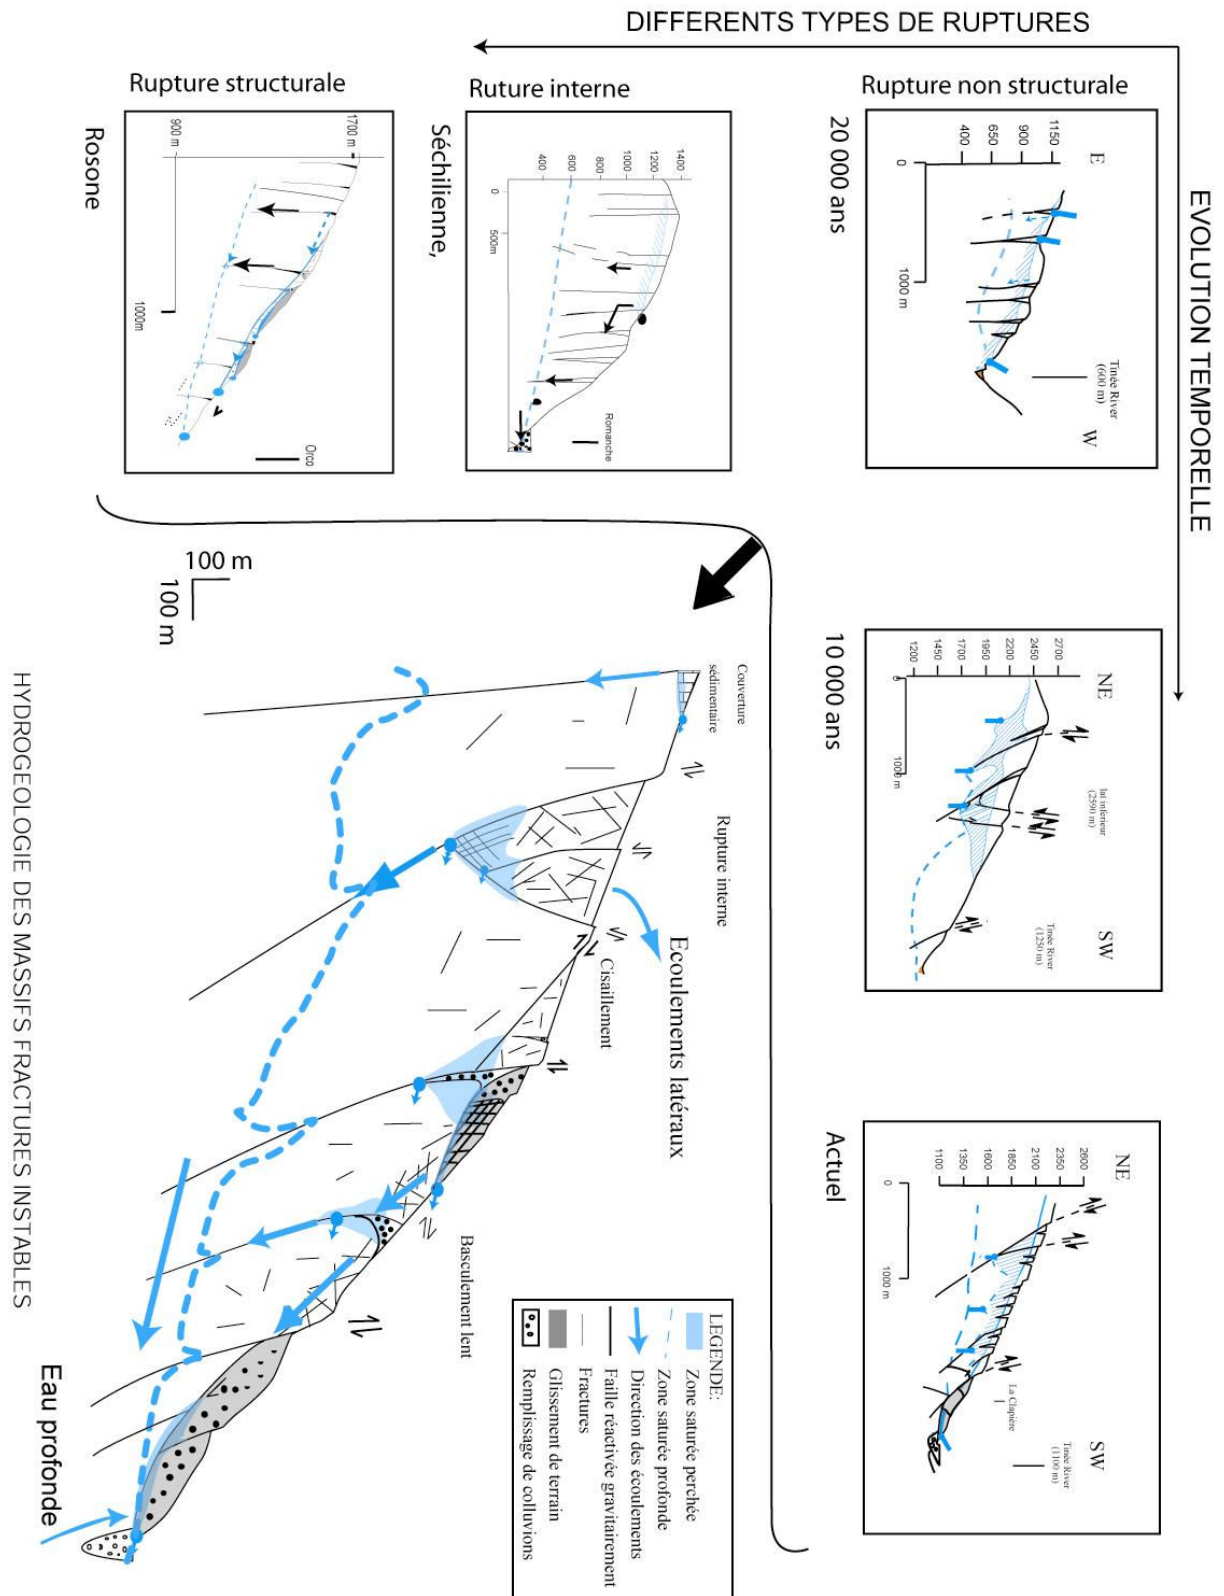 DIFFERENTS TYPES DE RUPTURES
EVOLUTION TEMPORELLE
Rupture structurale
Ruture interne
Rupture non structurale
1700 m
900 m
1000m
Orco
Rosone
1400
1200
1000
800
600
400
0
500m
Romanche
Séchilienne,
1150
900
650
400
E
0
1000 m
Tinée River
(600 m)
W
20 000 ans
2700
2450
2200
1950
1700
1450
1200
NE
0
1000 m
Tinée River
(1250 m)
SW
(2590 m)
10 000 ans
2600
2350
2100
1850
1600
1350
1100
NE
0
1000 m
La Clapière
Tinée River
(1100 m)
SW
Actuel
100 m
100 m
Couverture
sédimentaire
Rupture interne
Cisaillement
Ecoulements latéraux
Basculement lent
Eau profonde
LEGENDE:
Zone saturée perchée
Zone saturée profonde
Direction des écoulements
Faille réactivée gravitairement
Fractures
Glissement de terrain
Remplissage de colluvions
HYDROGEOLOGIE DES MASSIFS FRACTURES INSTABLES